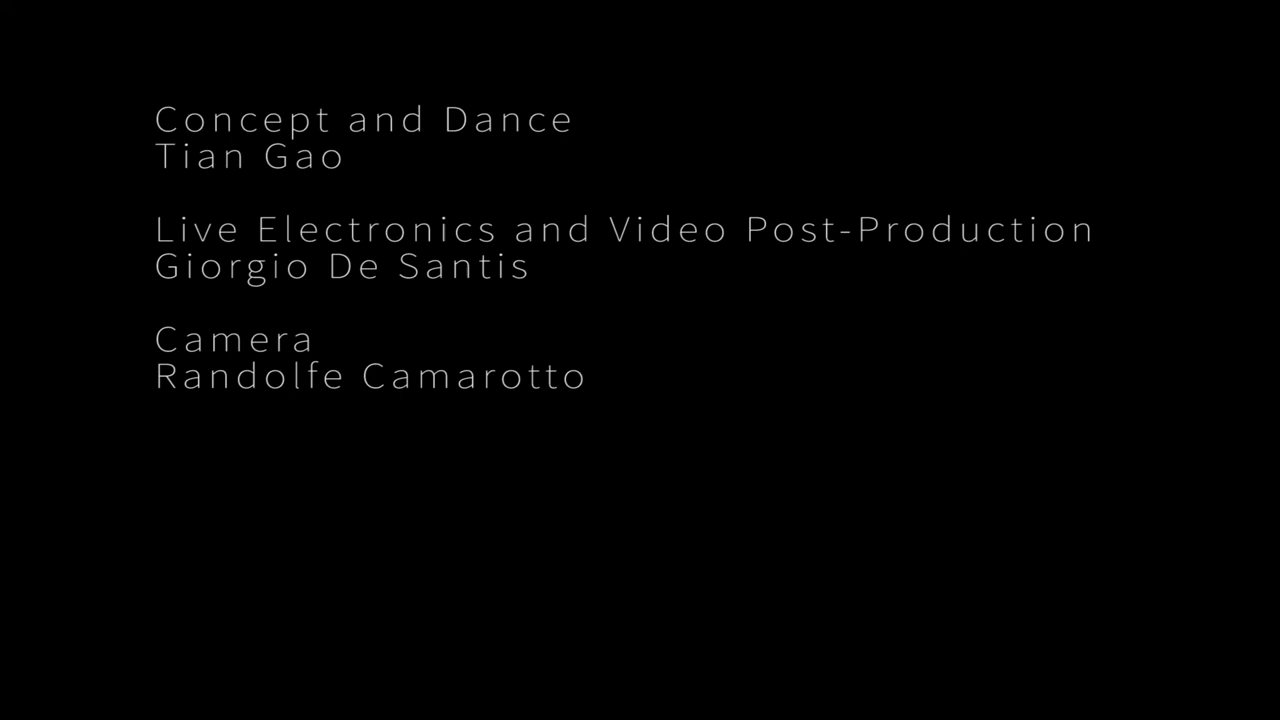 Concept and Dance
Tian Gao
Live Electronics and Video Post-Production
Giorgio De Santis
Camera
Randolfe Camarotto